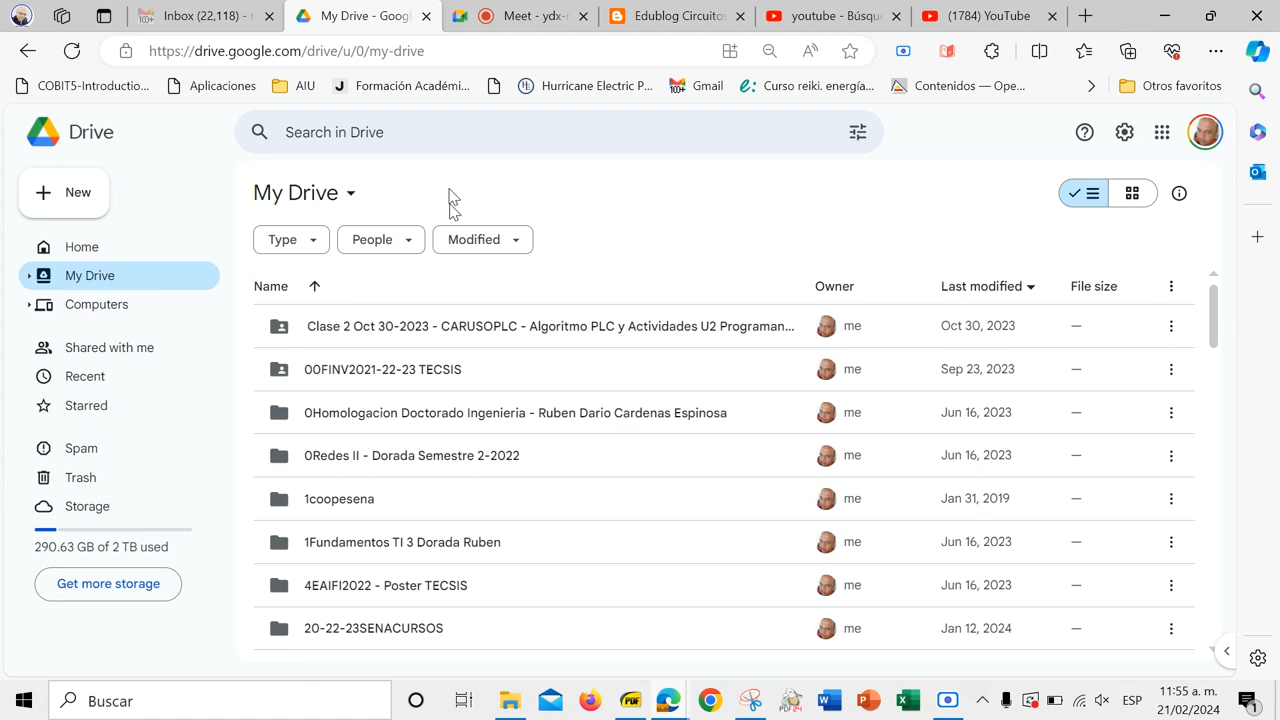 Inbox (22,118) -
My Drive - Goog
Meet - ydx-r
Edublog Circuit
youtube - Búsqu
(1784) YouTube
https://drive.google.com/drive/u/0/my-drive
COBIT5-Introductio...
Aplicaciones
AIU
Formación Académi...
Hurricane Electric P...
Gmail
Curso reiki. energía...
Contenidos — Ope...
Otros favoritos
Drive
Search in Drive
New
My Drive
Type
People
Modified
Home
My Drive
Computers
Shared with me
Recent
Starred
Spam
Trash
Storage
290.63 GB of 2 TB used
Get more storage
Name Owner Last modified File size
Clase 2 Oct 30-2023 - CARUSOPLC - Algoritmo PLC y Actividades U2 Programan... me Oct 30, 2023 —
00FINV2021-22-23 TECSIS me Sep 23, 2023 —
0Homologacion Doctorado Ingenieria - Ruben Dario Cardenas Espinosa me Jun 16, 2023 —
0Redes II - Dorada Semestre 2-2022 me Jun 16, 2023 —
1coopesena me Jan 31, 2019 —
1Fundamentos TI 3 Dorada Ruben me Jun 16, 2023 —
4EAIFI2022 - Poster TECSIS me Jun 16, 2023 —
20-22-23SENACURSOS me Jan 12, 2024 —
Buscar
ESP
11:55 a. m.
21/02/2024